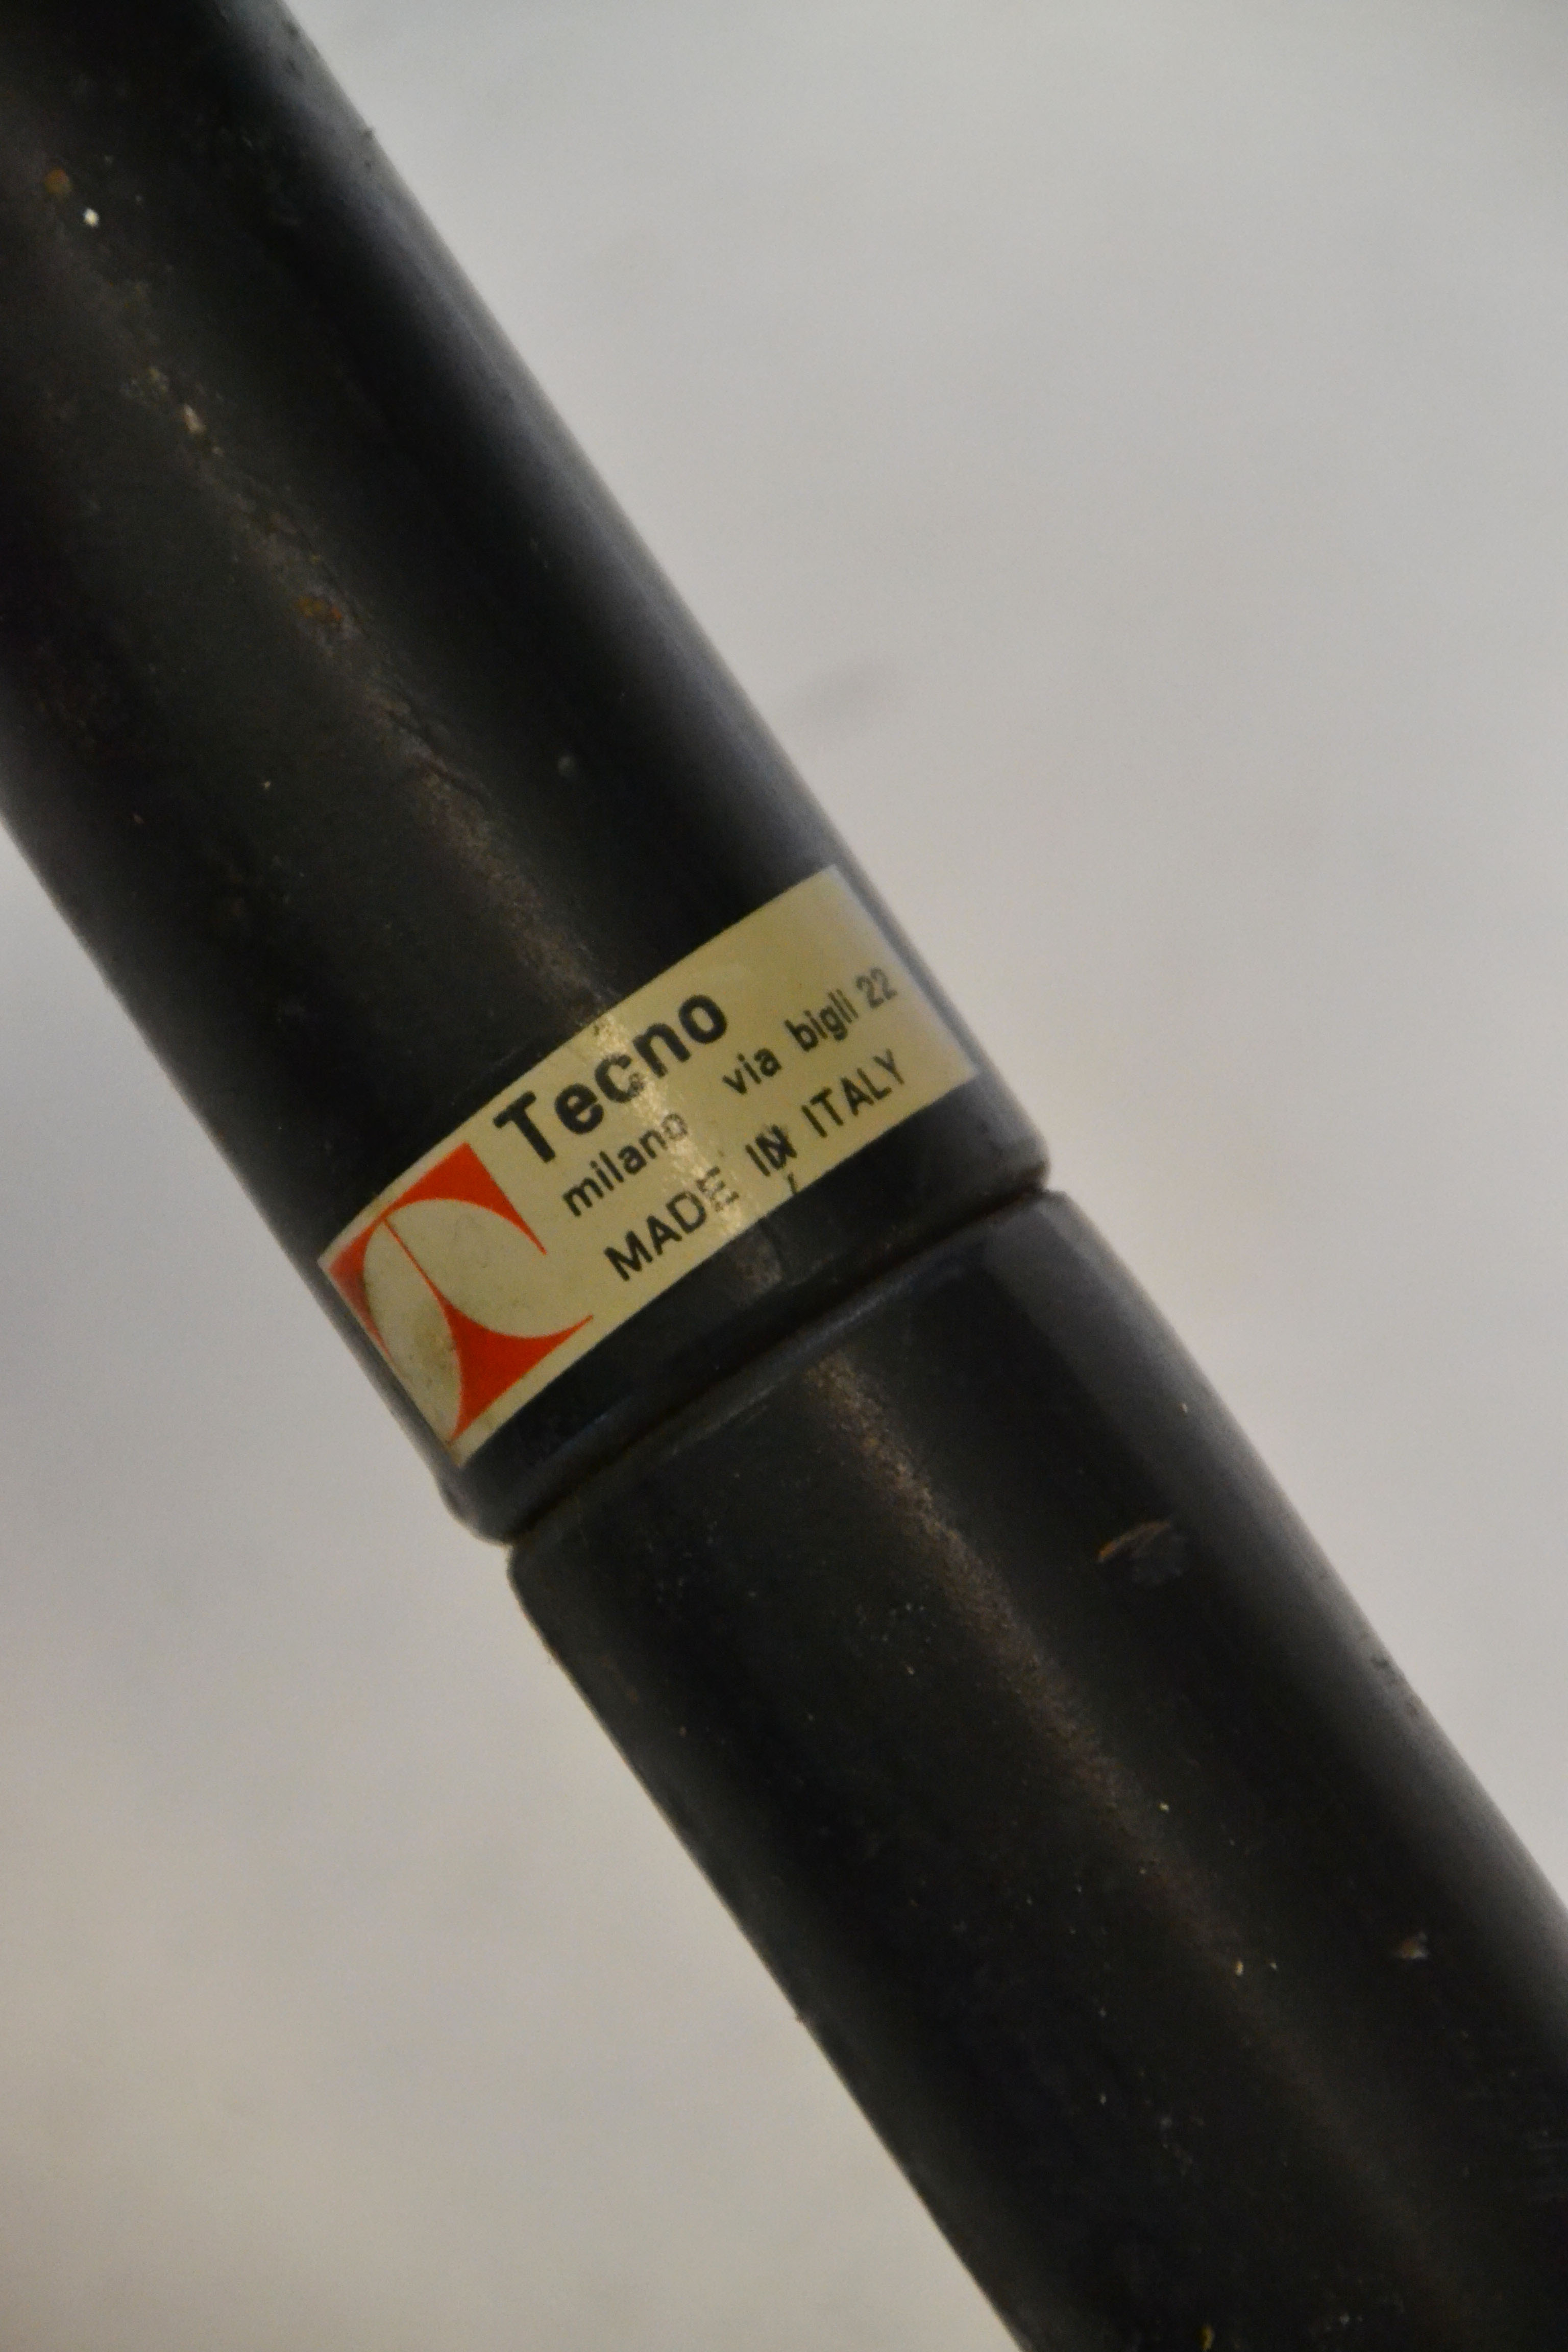 Tecno
milano via bigli 22
MADE IN ITALY